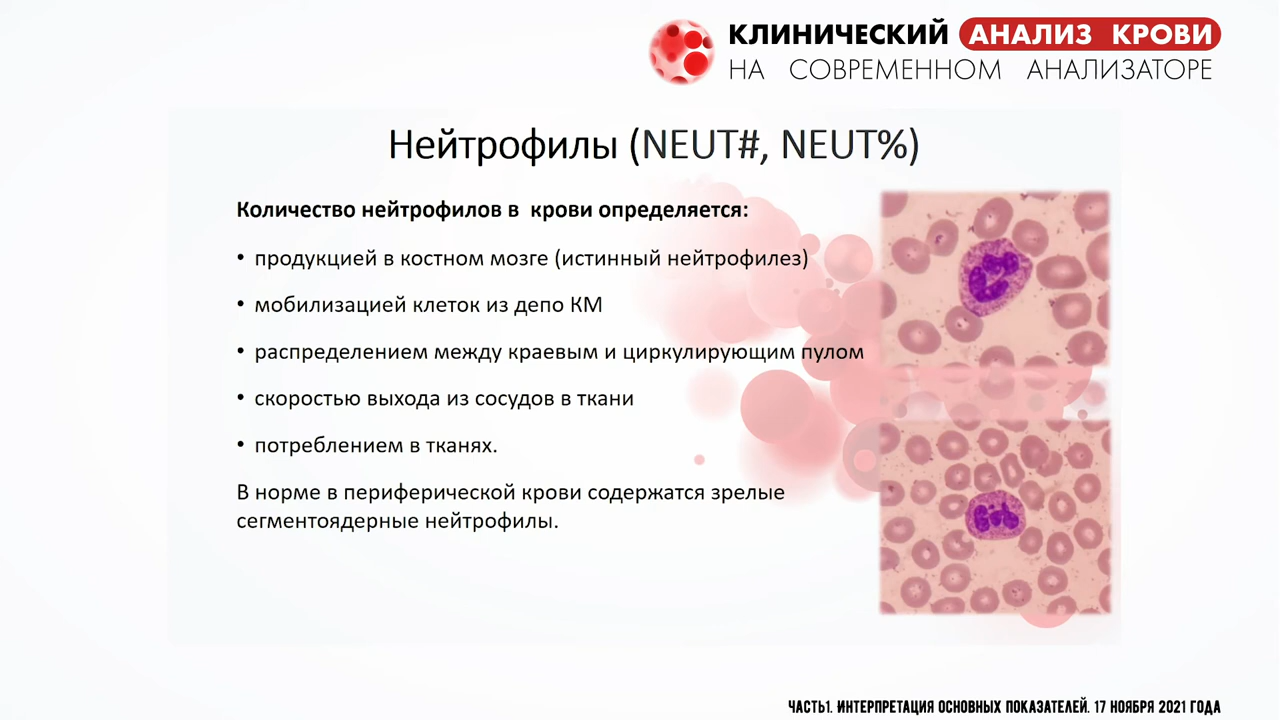 КЛИНИЧЕСКИЙ АНАЛИЗ КРОВИ
НА СОВРЕМЕННОМ АНАЛИЗАТОРЕ
Нейтрофилы (NEUT#, NEUT%)
Количество нейтрофилов в крови определяется:
• продукцией в костном мозге (истинный нейтрофилез)
• мобилизацией клеток из депо КМ
• распределением между краевым и циркулирующим пулом
• скоростью выхода из сосудов в ткани
• потреблением в тканях.
В норме в периферической крови содержатся зрелые
сегментоядерные нейтрофилы.
ЧАСТЬ1. ИНТЕРПРЕТАЦИЯ ОСНОВНЫХ ПОКАЗАТЕЛЕЙ. 17 НОЯБРЯ 2021 ГОДА